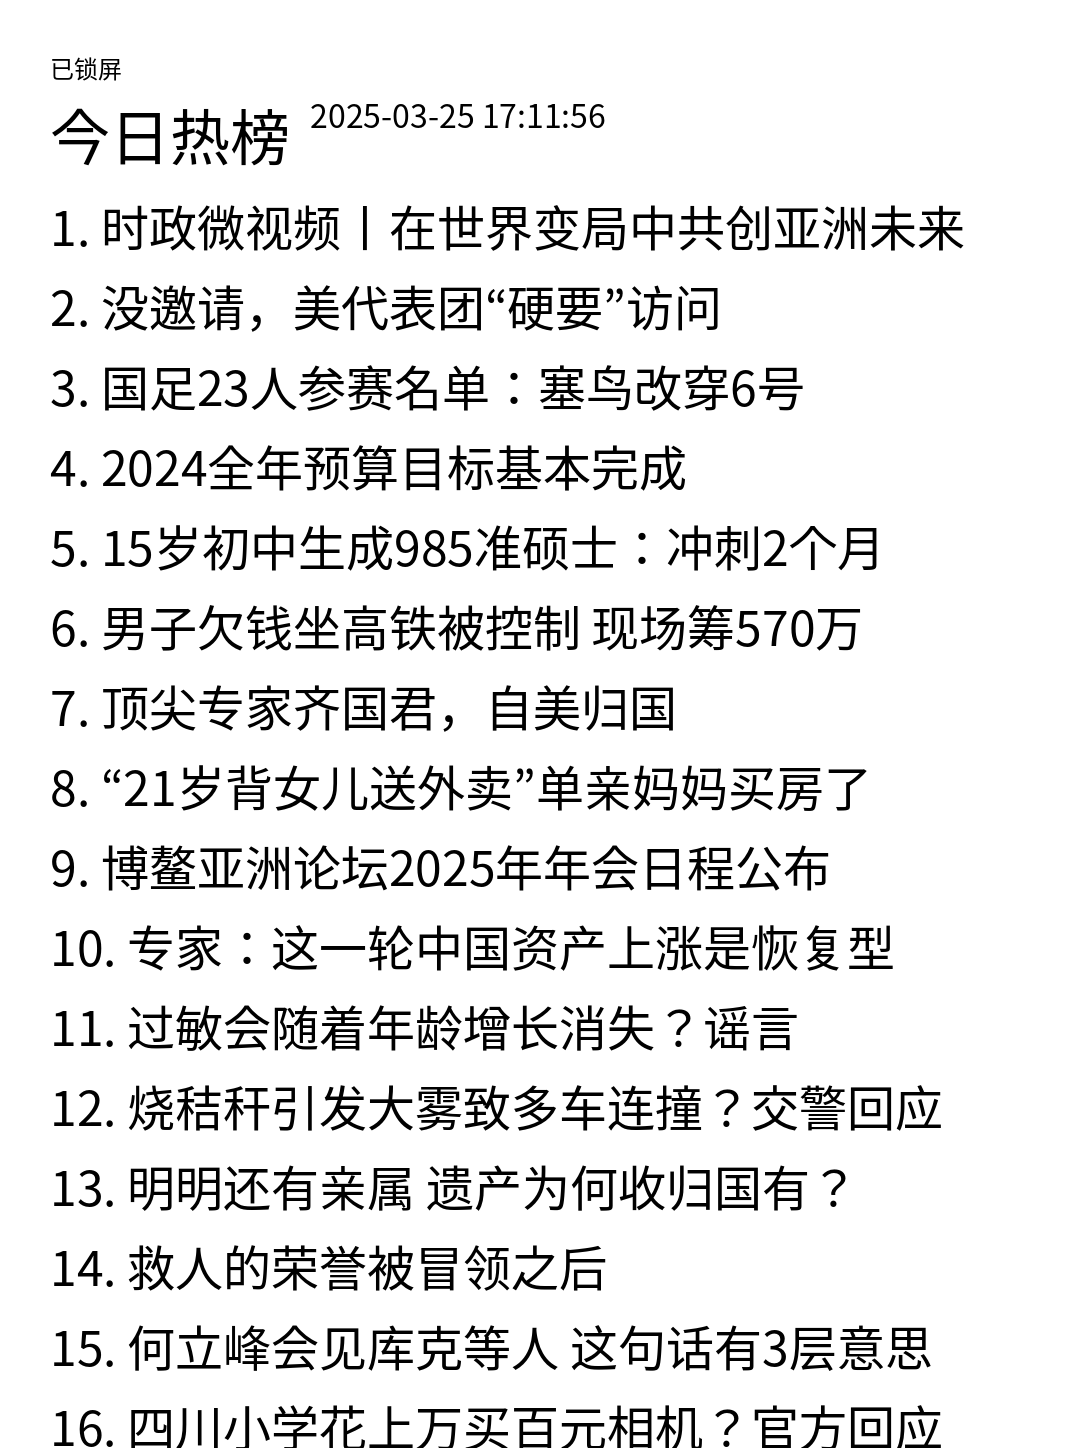 已锁屏
今日热榜 2025-03-25 17:11:56
1. 时政微视频丨在世界变局中共创亚洲未来
2. 没邀请，美代表团“硬要”访问
3. 国足23人参赛名单：塞鸟改穿6号
4. 2024全年预算目标基本完成
5. 15岁初中生成985准硕士：冲刺2个月
6. 男子欠钱坐高铁被控制 现场筹570万
7. 顶尖专家齐国君，自美归国
8. “21岁背女儿送外卖”单亲妈妈买房了
9. 博鳌亚洲论坛2025年年会日程公布
10. 专家：这一轮中国资产上涨是恢复型
11. 过敏会随着年龄增长消失？谣言
12. 烧秸秆引发大雾致多车连撞？交警回应
13. 明明还有亲属 遗产为何收归国有？
14. 救人的荣誉被冒领之后
15. 何立峰会见库克等人 这句话有3层意思
16. 四川小学花上万买百元相机？官方回应